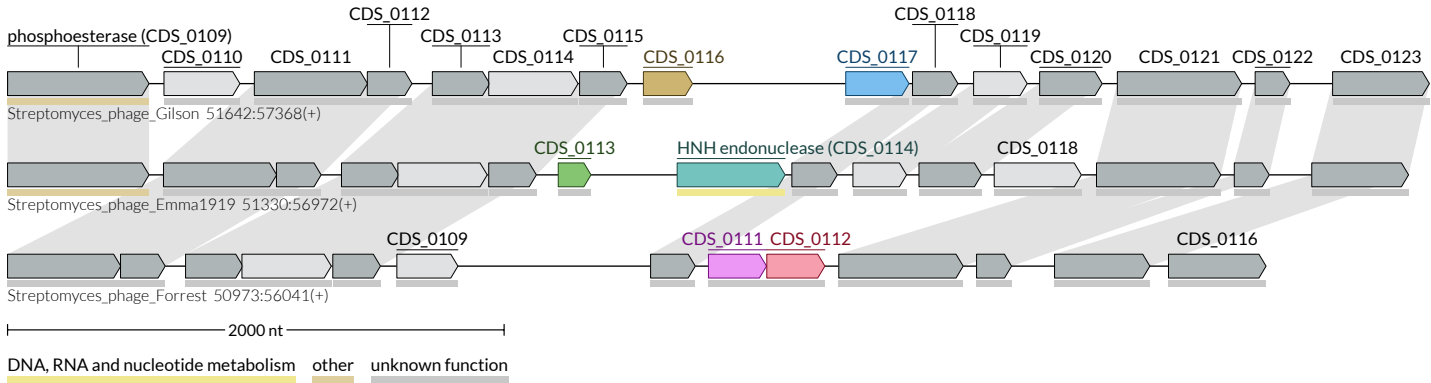 CDS_0112 CDS_0118
phosphoesterase (CDS_0109) CDS_0113 CDS_0115 CDS_0119
CDS_0110 CDS_0111 CDS_0114 CDS_0116 CDS_0117 CDS_0120 CDS_0121 CDS_0122 CDS_0123
Streptomyces_phage_Gilson 51642:57368(+)
CDS_0113 HNH endonuclease (CDS_0114) CDS_0118
Streptomyces_phage_Emma1919 51330:56972(+)
CDS_0109 CDS_0111 CDS_0112 CDS_0116
Streptomyces_phage_Forrest 50973:56041(+)
2000 nt
DNA, RNA and nucleotide metabolism other unknown function